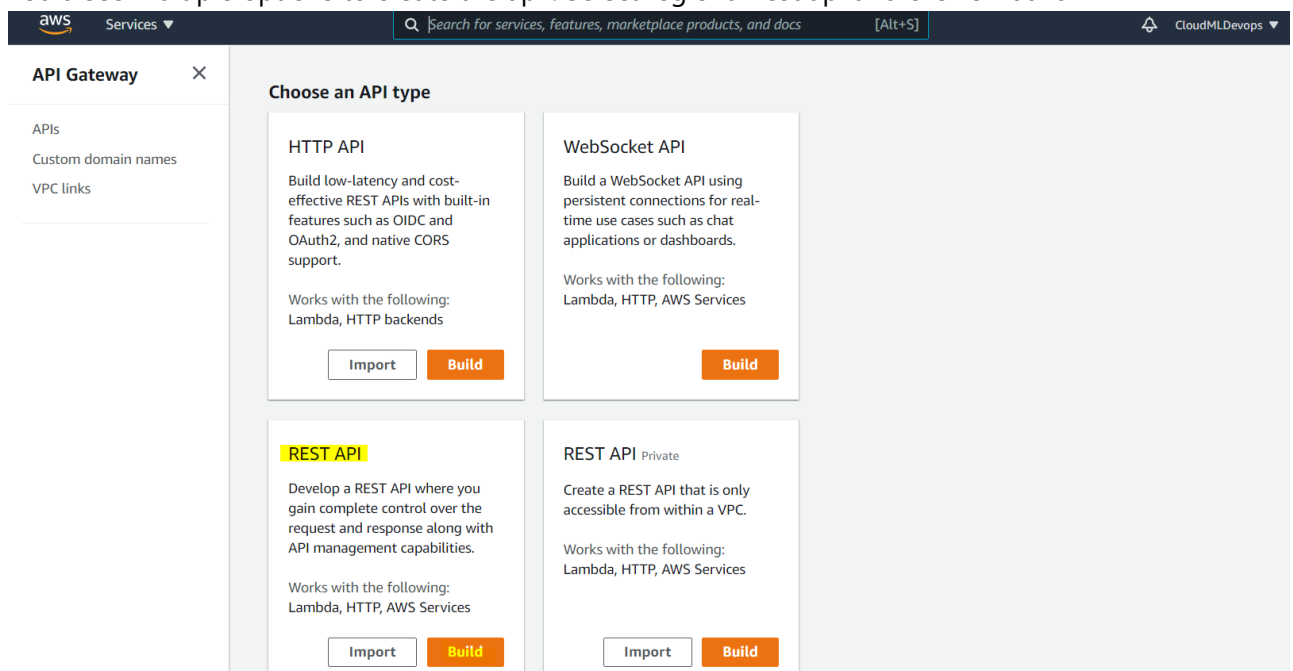 aws
Services ▼
Search for services, features, marketplace products, and docs
[Alt+S]
CloudMLDevops ▼
API Gateway
APIs
Custom domain names
VPC links
Choose an API type
HTTP API
Build low-latency and cost-
effective REST APIs with built-in
features such as OIDC and
OAuth2, and native CORS
support.
Works with the following:
Lambda, HTTP backends
Import
Build
WebSocket API
Build a WebSocket API using
persistent connections for real-
time use cases such as chat
applications or dashboards.
Works with the following:
Lambda, HTTP, AWS Services
Build
REST API
Develop a REST API where you
gain complete control over the
request and response along with
API management capabilities.
Works with the following:
Lambda, HTTP, AWS Services
Import
Build
REST API Private
Create a REST API that is only
accessible from within a VPC.
Works with the following:
Lambda, HTTP, AWS Services
Import
Build